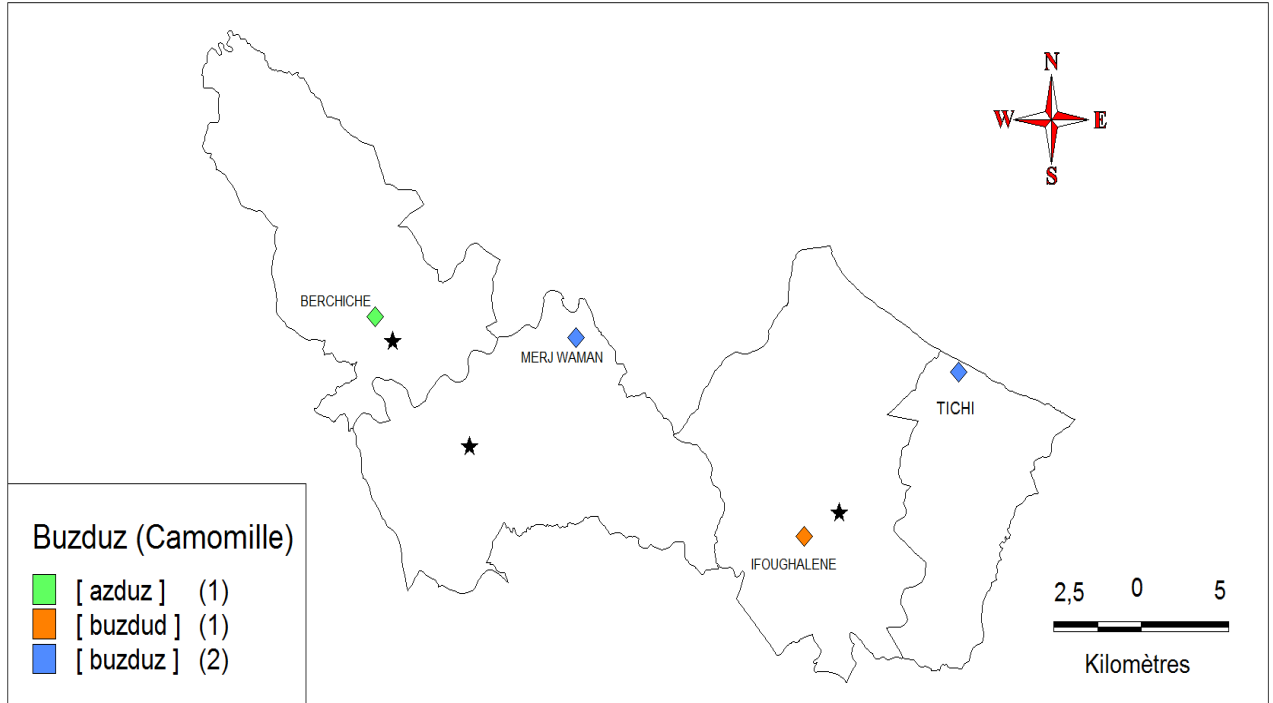 N
W E
S
BERCHICHE
MERJ WAMAN
TICHI
IFOUGHALENE
Buzduz (Camomille)
[ azduz ] (1)
[ buzdud ] (1)
[ buzduz ] (2)
2,5 0 5
Kilomètres